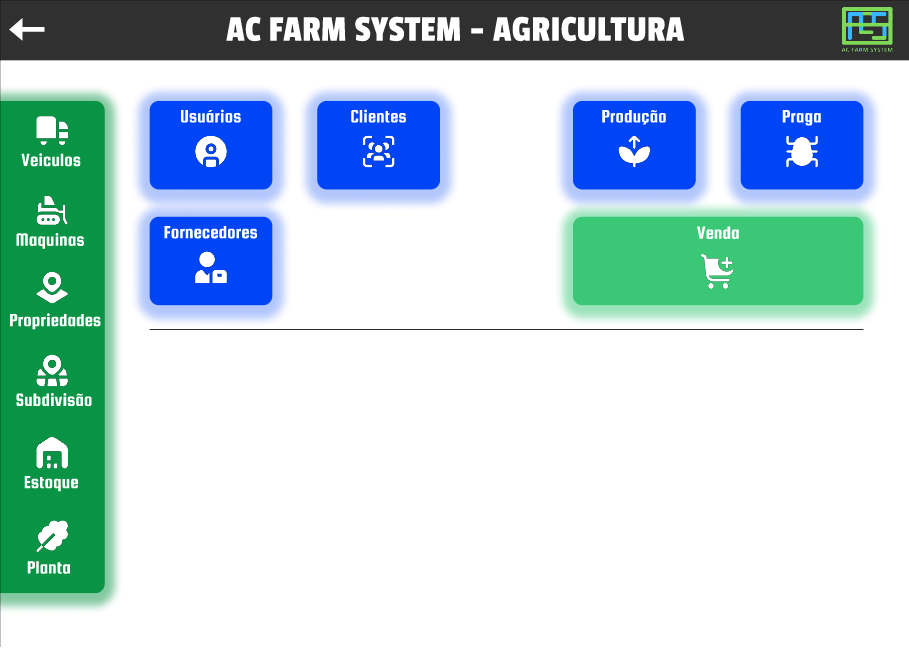 AC FARM SYSTEM - AGRICULTURA
AC FARM SYSTEM
Veiculos
Maquinas
Propriedades
Subdivisão
Estoque
Planta
Usuários
Clientes
Fornecedores
Produção
Praga
Venda